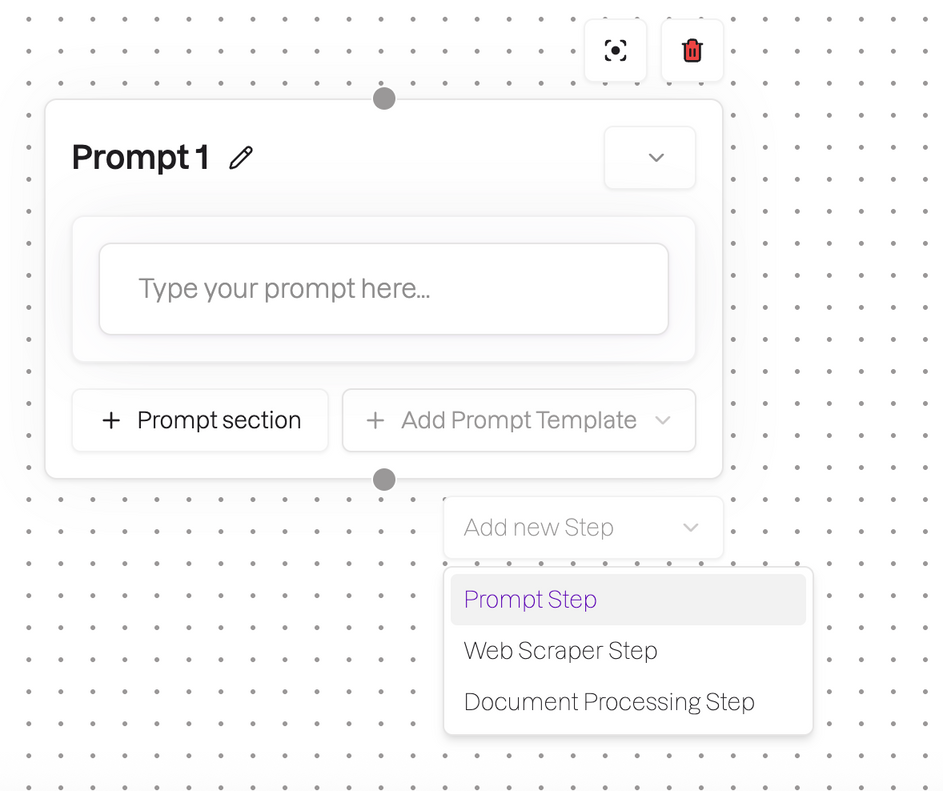 Prompt 1
Type your prompt here...
Prompt section
Add Prompt Template
Add new Step
Prompt Step
Web Scraper Step
Document Processing Step